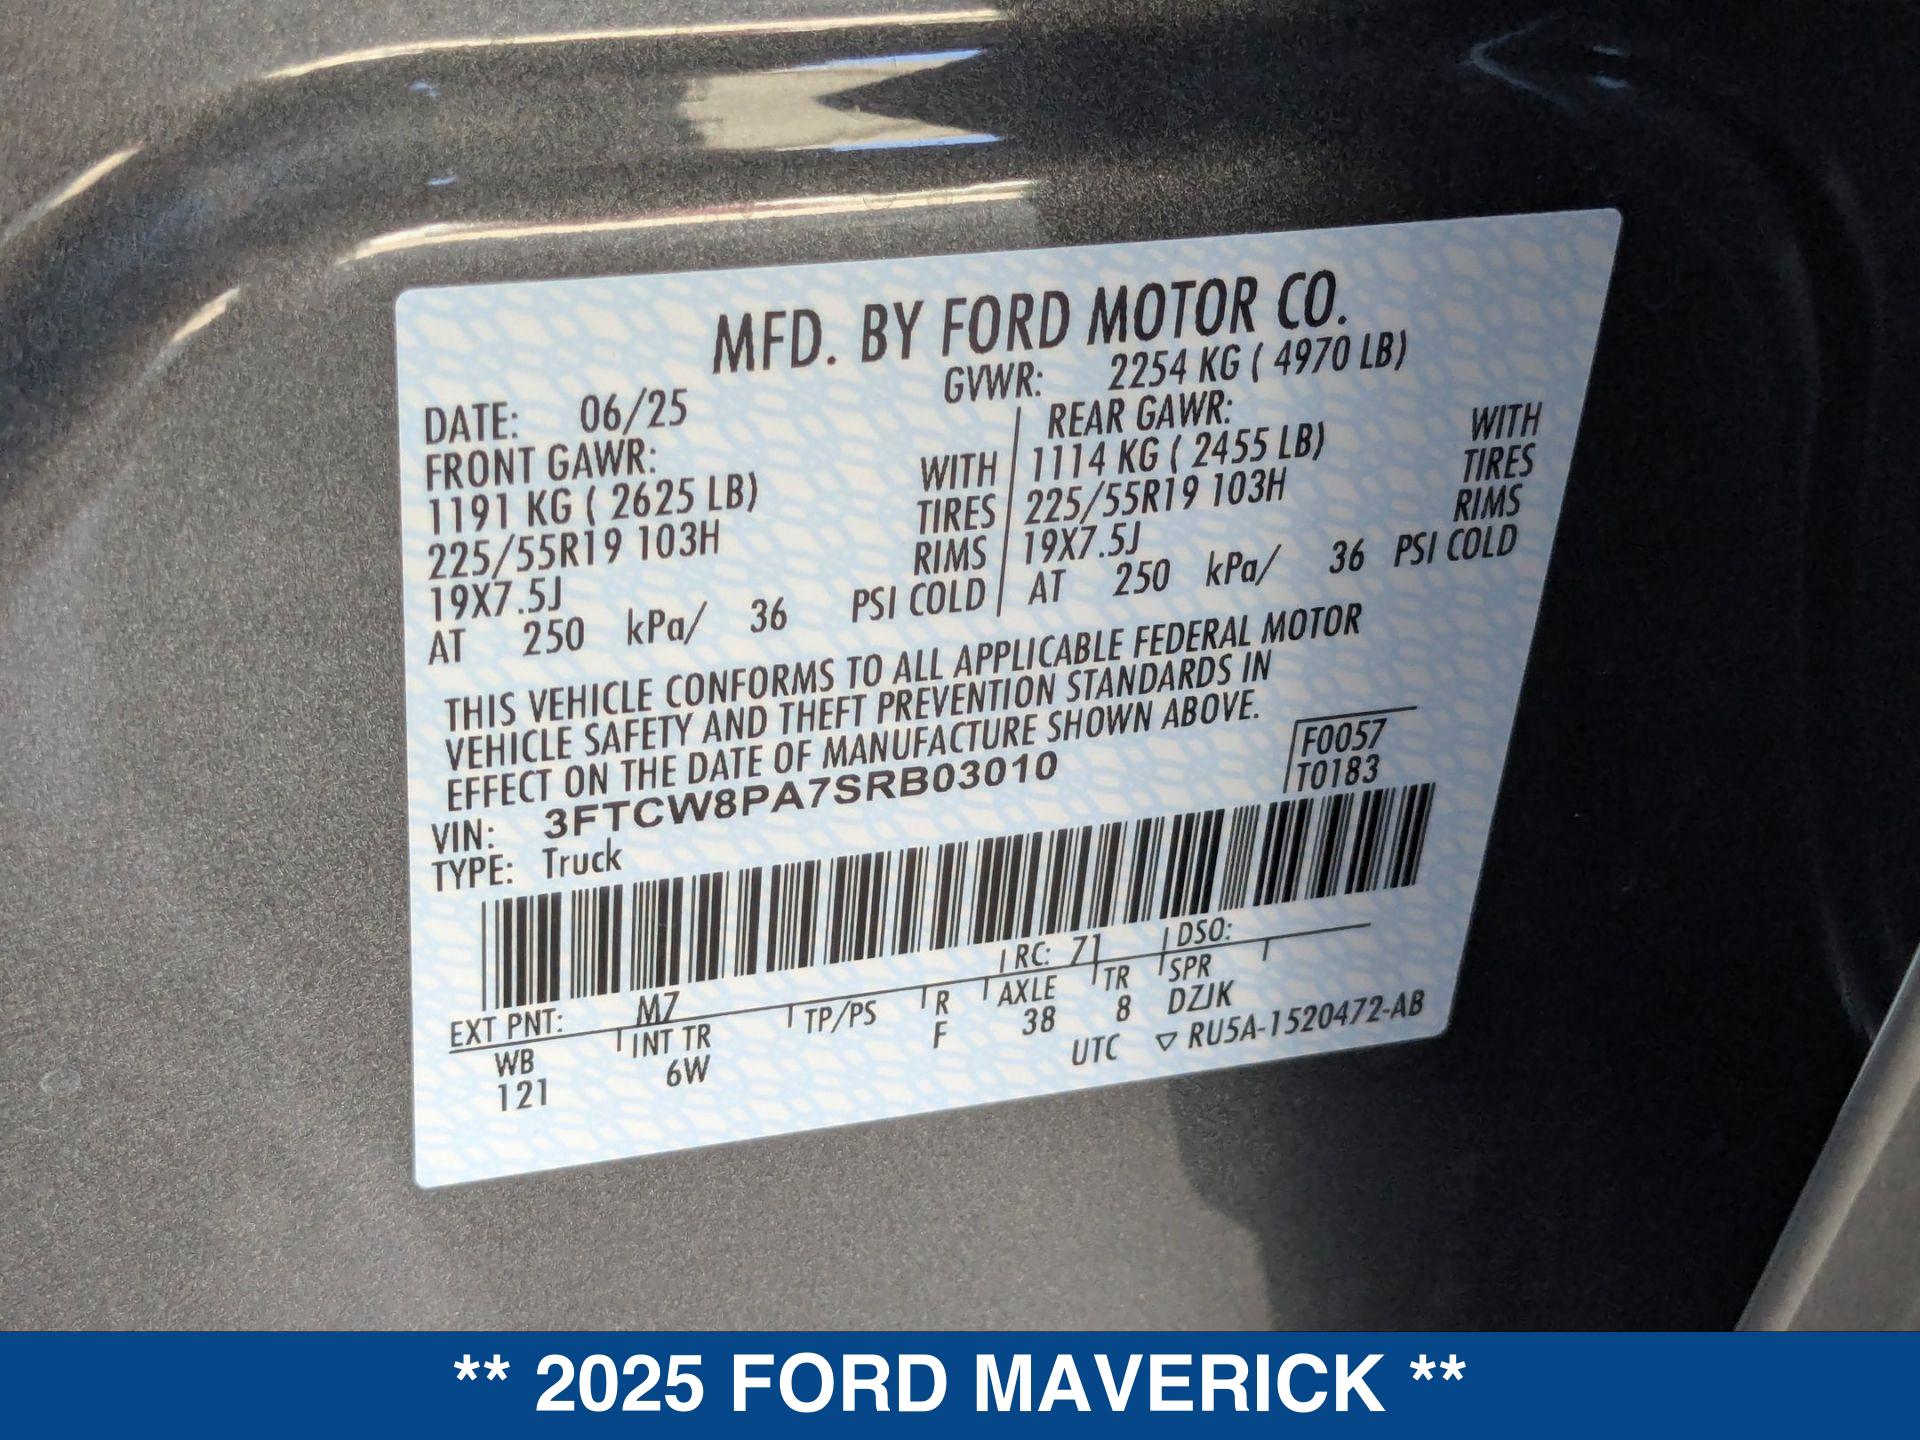 MFD. BY FORD MOTOR CO.
DATE: 06/25 GVWR: 2254 KG ( 4970 LB)
FRONT GAWR: REAR GAWR:
1191 KG ( 2625 LB) WITH 1114 KG ( 2455 LB) WITH
225/55R19 103H TIRES 225/55R19 103H TIRES
19X7.5J RIMS 19X7.5J RIMS
AT 250 kPa/ 36 PSI COLD AT 250 kPa/ 36 PSI COLD
THIS VEHICLE CONFORMS TO ALL APPLICABLE FEDERAL MOTOR
VEHICLE SAFETY AND THEFT PREVENTION STANDARDS IN
EFFECT ON THE DATE OF MANUFACTURE SHOWN ABOVE.
F0057
T0183
VIN: 3FTCW8PA7SRB03010
TYPE: Truck
EXT PNT: MZ RC: 71 DSO:
WB INT TR TP/PS R AXLE TR SPR
121 6W F 38 8 DZJK
UTC ▽ RU5A-1520472-AB
** 2025 FORD MAVERICK **